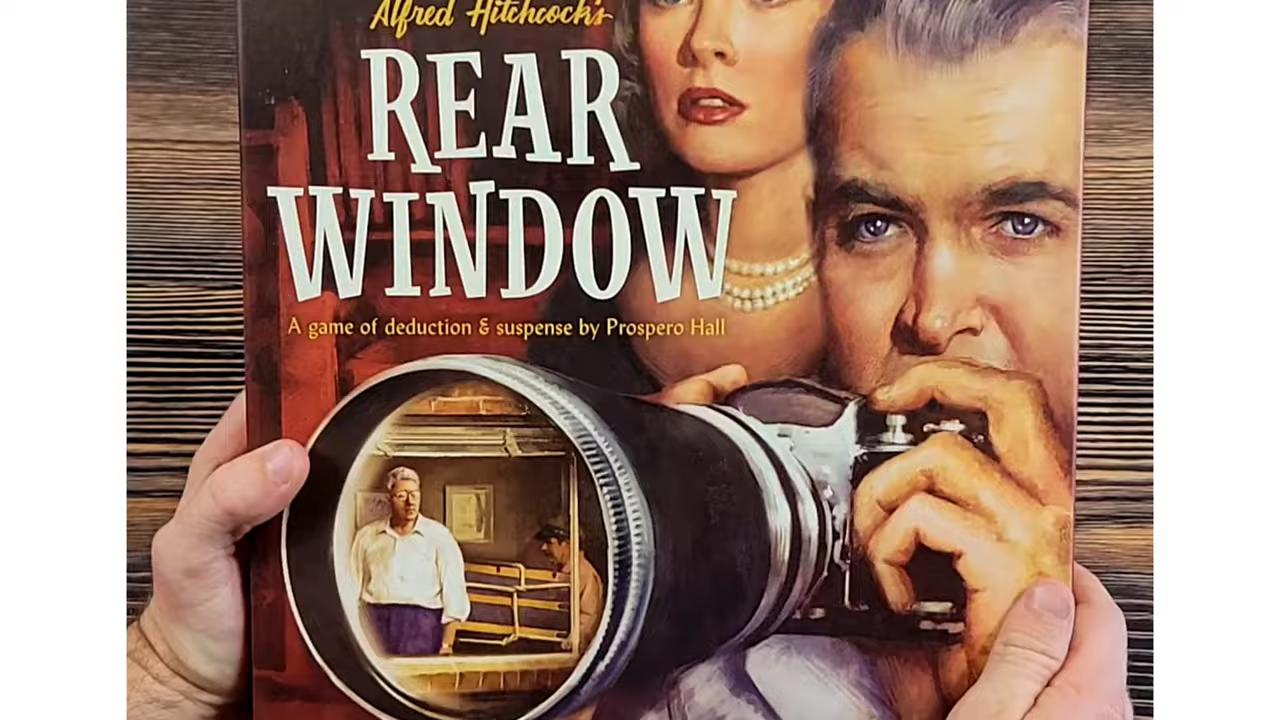 Alfred Hitchcock's
REAR
WINDOW
A game of deduction & suspense by Prospero Hall